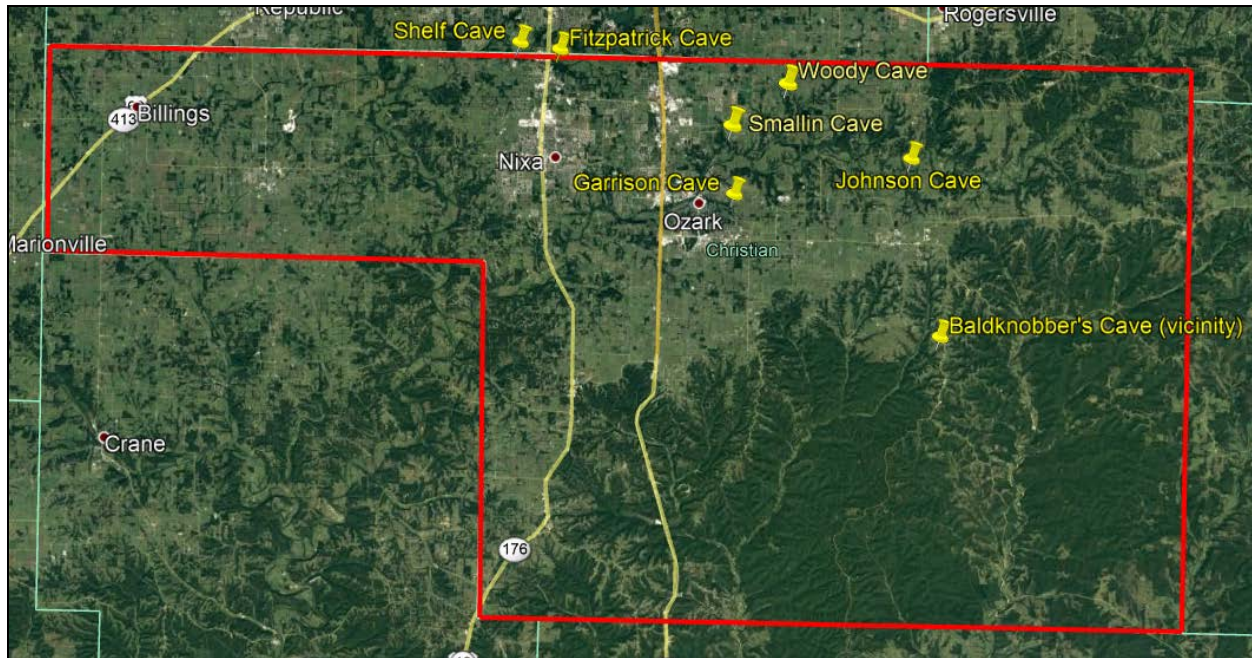 Republic
Rogersville
Shelf Cave
Fitzpatrick Cave
Woody Cave
413
Billings
Smallin Cave
Nixa
Garrison Cave
Johnson Cave
Ozark
Marionville
Christian
Baldknobber's Cave (vicinity)
Crane
176